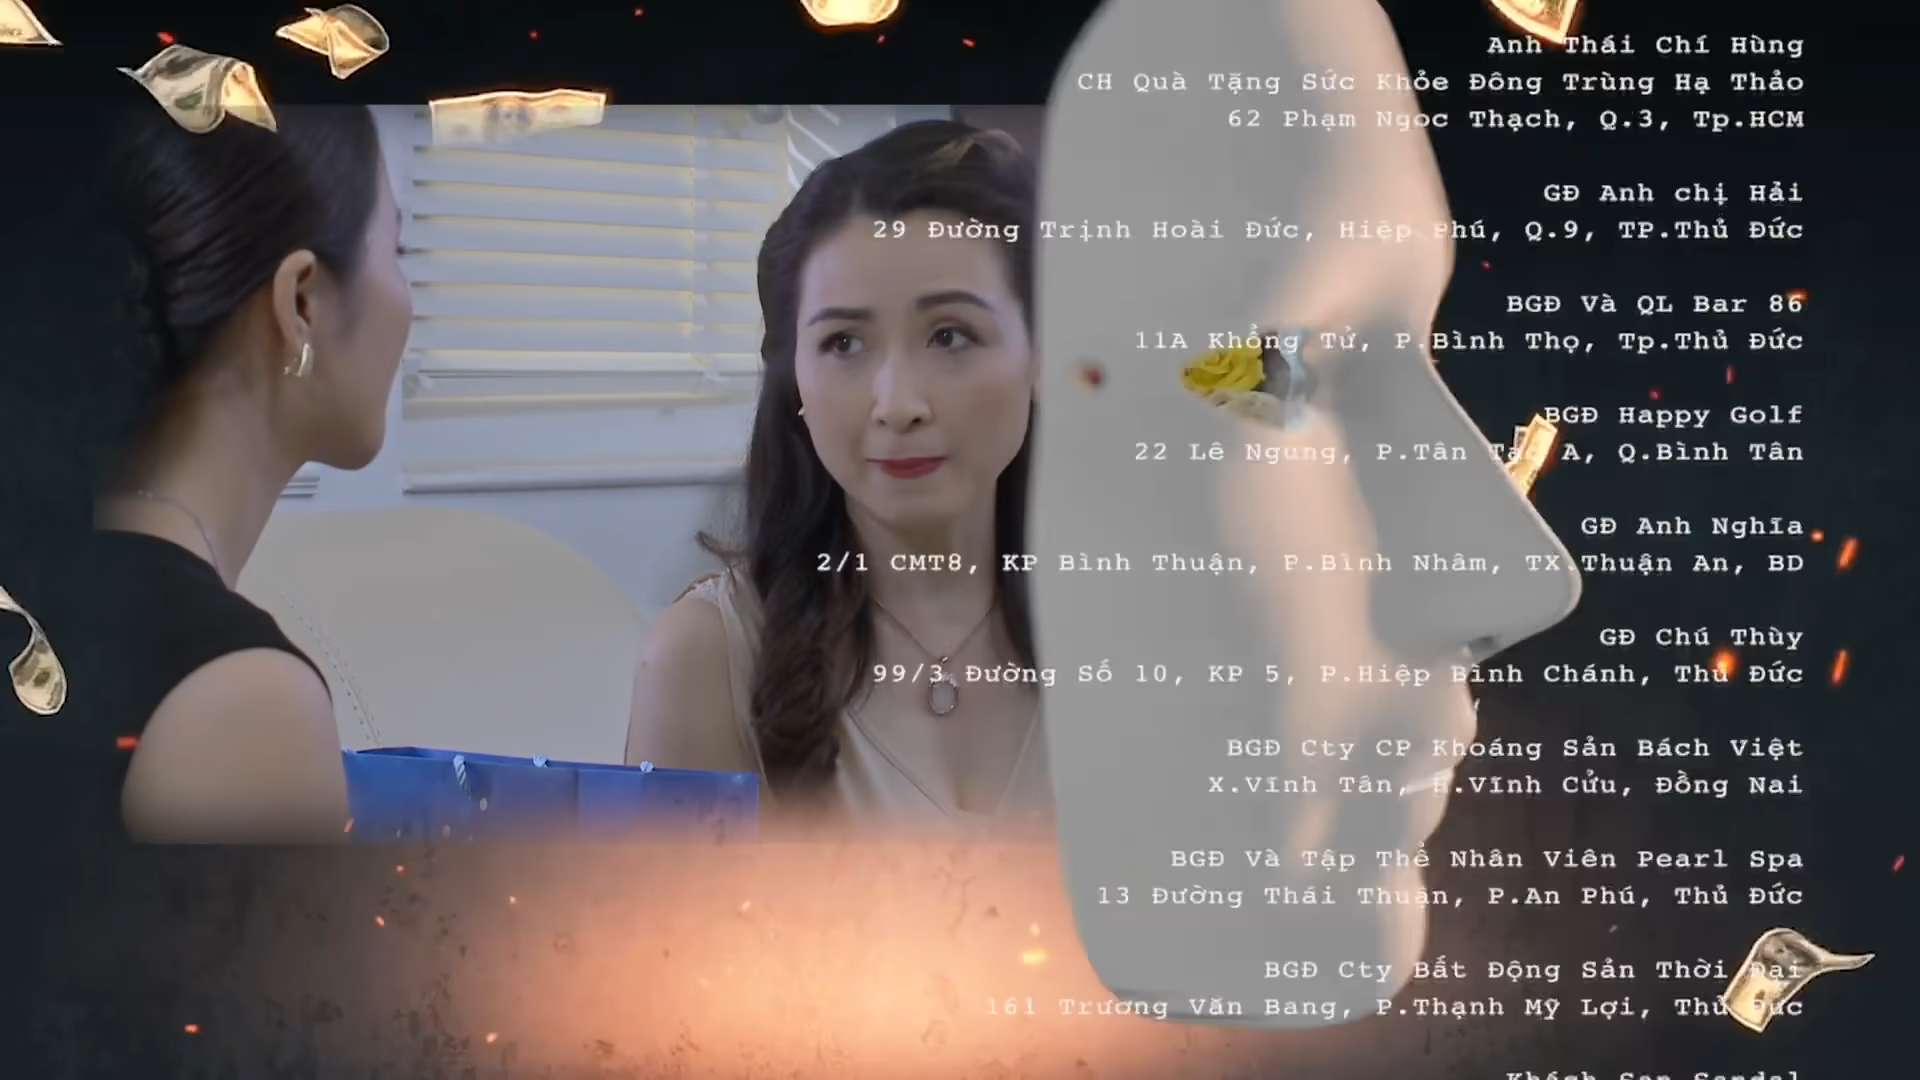 Anh Thái Chí Hùng
CH Quà Tặng Sức Khỏe Đông Trùng Hạ Thảo
62 Phạm Ngọc Thạch, Q.3, Tp.HCM
GĐ Anh chị Hải
29 Đường Trịnh Hoài Đức, Hiệp Phú, Q.9, TP.Thủ Đức
BGĐ Và QL Bar 86
11A Khổng Tử, P.Bình Thọ, Tp.Thủ Đức
BGĐ Happy Golf
22 Lê Ngung, P.Tân Tạo A, Q.Bình Tân
GĐ Anh Nghĩa
2/1 CMT8, KP Bình Thuận, P.Bình Nhâm, TX.Thuận An, BD
GĐ Chú Thùy
99/3 Đường Số 10, KP 5, P.Hiệp Bình Chánh, Thủ Đức
BGĐ Cty CP Khoáng Sản Bách Việt
X.Vĩnh Tân, H.Vĩnh Cửu, Đồng Nai
BGĐ Và Tập Thể Nhân Viên Pearl Spa
13 Đường Thái Thuận, P.An Phú, Thủ Đức
BGĐ Cty Bất Động Sản Thời Đại
161 Trương Văn Bang, P.Thạnh Mỹ Lợi, Thủ Đức